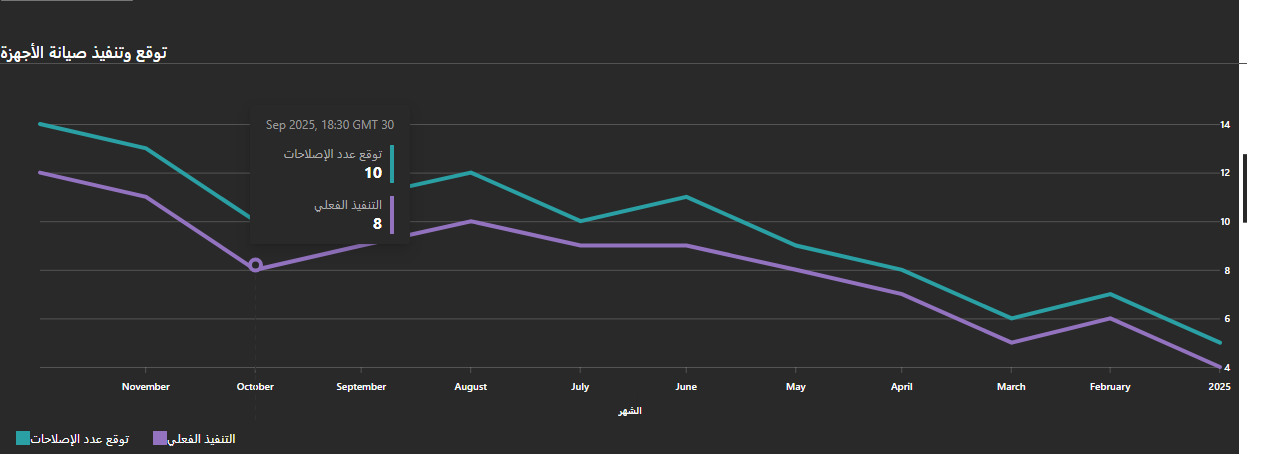 توقع وتنفيذ صيانة الأجهزة
Sep 2025, 18:30 GMT 30
توقع عدد الإصلاحات
10
التنفيذ الفعلي
8
14
12
10
8
6
4
November October September August July June May April March February 2025
الشهر
توقع عدد الإصلاحات التنفيذ الفعلي